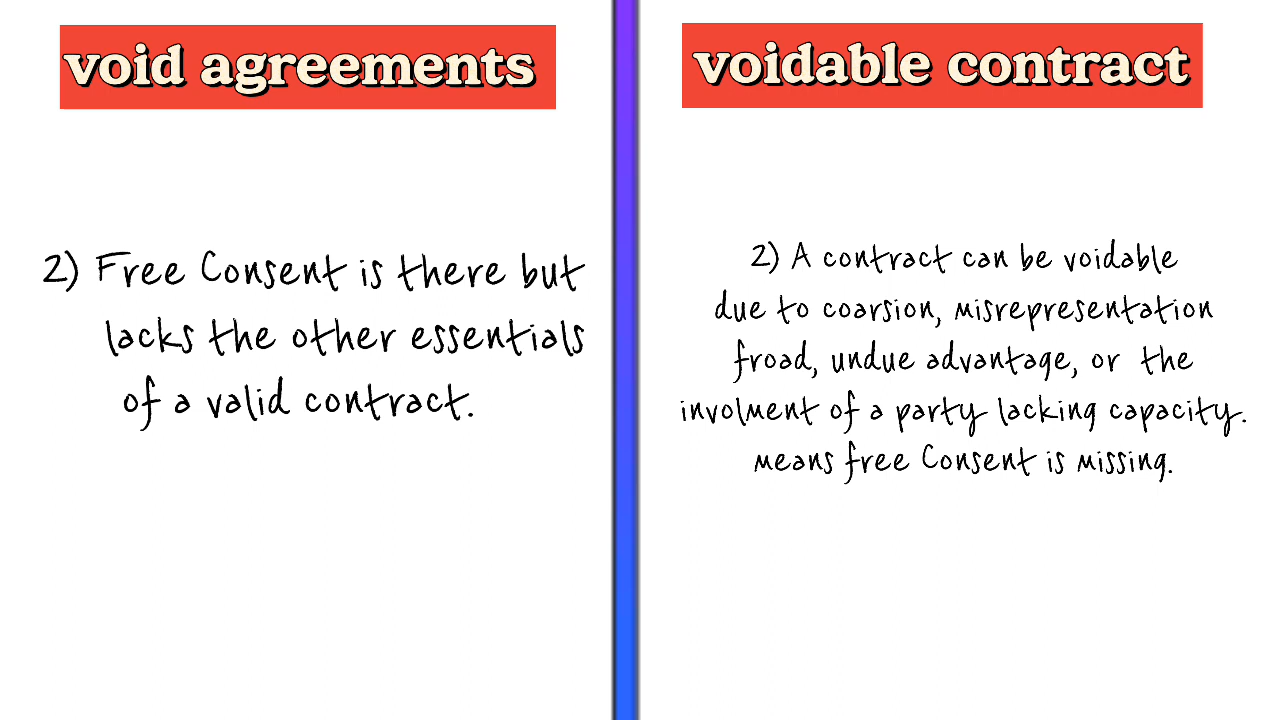 void agreements
2) Free Consent is there but
lacks the other essentials
of a valid contract.
voidable contract
2) A contract can be voidable
due to coarsion, misrepresentation
froad, undue advantage, or the
involment of a party lacking capacity.
means free Consent is missing.